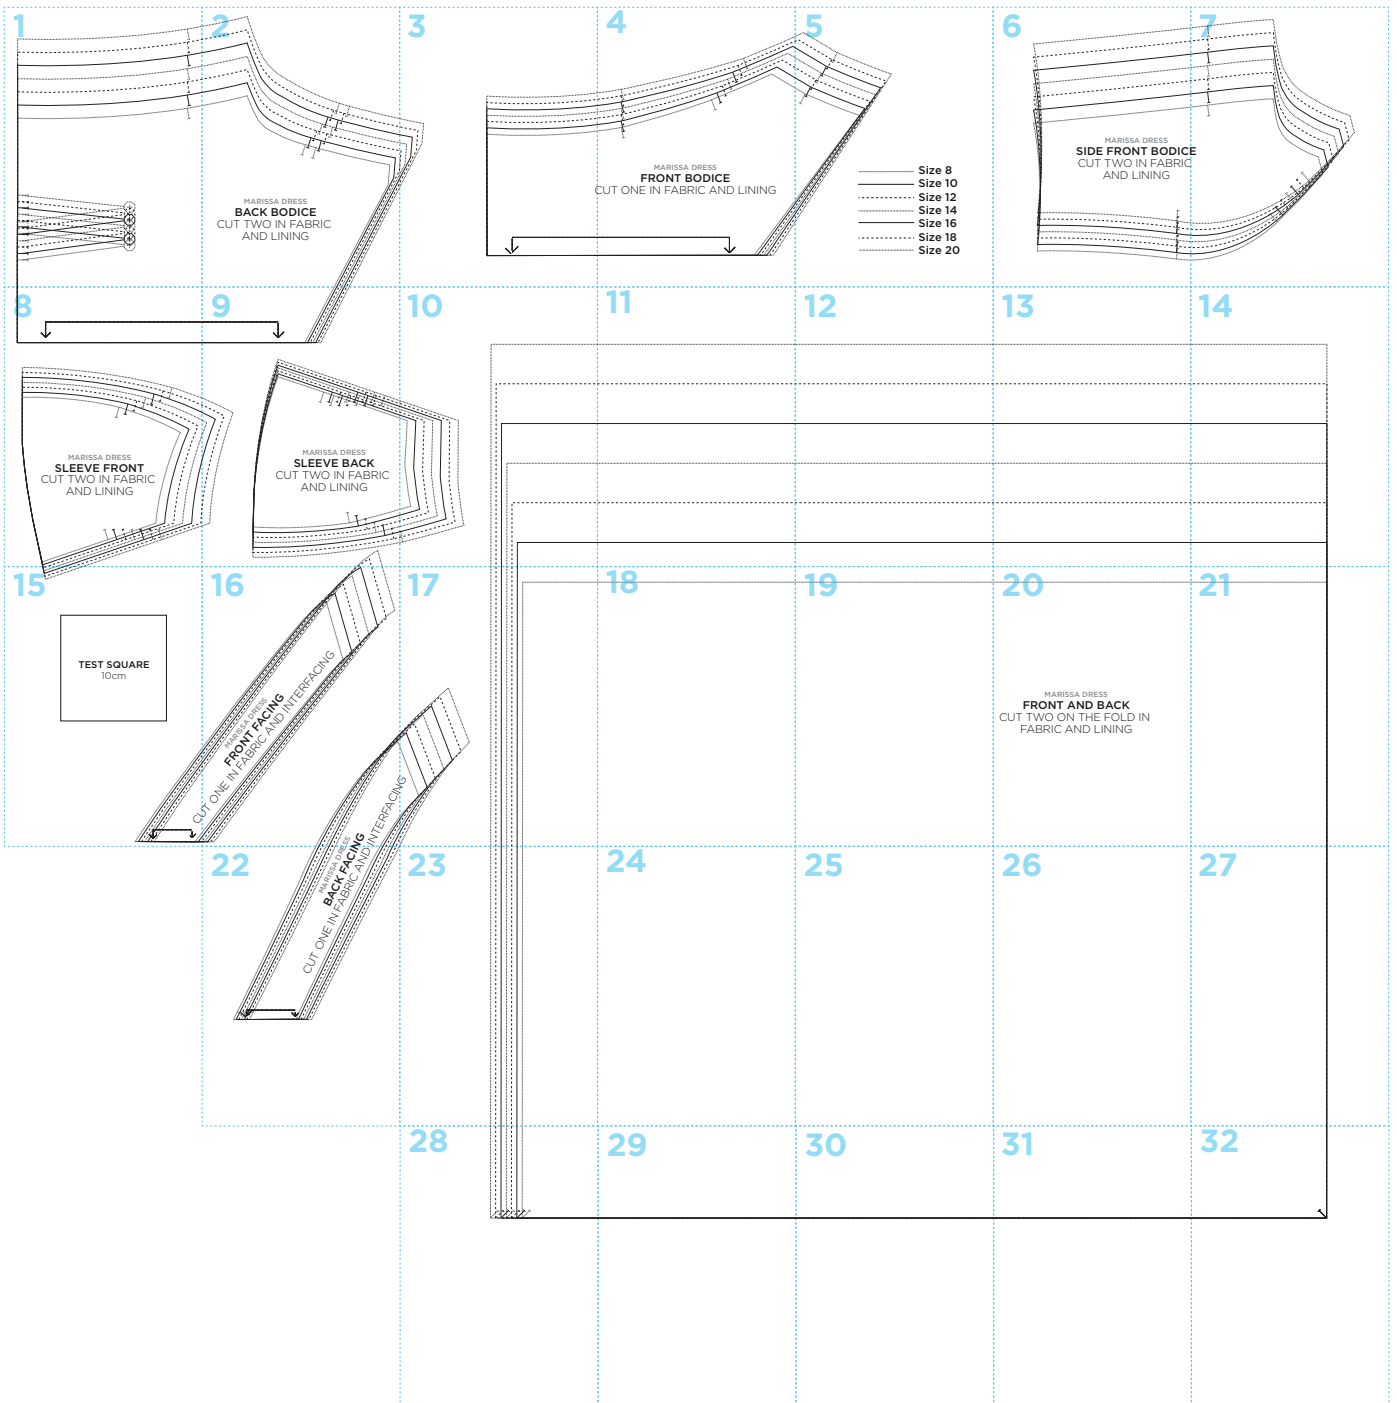 1
2
3
4
5
6
7
MARISSA DRESS
BACK BODICE
CUT TWO IN FABRIC
AND LINING
MARISSA DRESS
FRONT BODICE
CUT ONE IN FABRIC AND LINING
Size 8
Size 10
Size 12
Size 14
Size 16
Size 18
Size 20
MARISSA DRESS
SIDE FRONT BODICE
CUT TWO IN FABRIC
AND LINING
8
9
10
11
12
13
14
MARISSA DRESS
SLEEVE FRONT
CUT TWO IN FABRIC
AND LINING
MARISSA DRESS
SLEEVE BACK
CUT TWO IN FABRIC
AND LINING
15
16
17
18
19
20
21
TEST SQUARE
10cm
MARISSA DRESS
FRONT FACING
CUT ONE IN FABRIC AND INTERFACING
MARISSA DRESS
FRONT AND BACK
CUT TWO ON THE FOLD IN
FABRIC AND LINING
MARISSA DRESS
BACK FACING
CUT ONE IN FABRIC AND INTERFACING
22
23
24
25
26
27
28
29
30
31
32